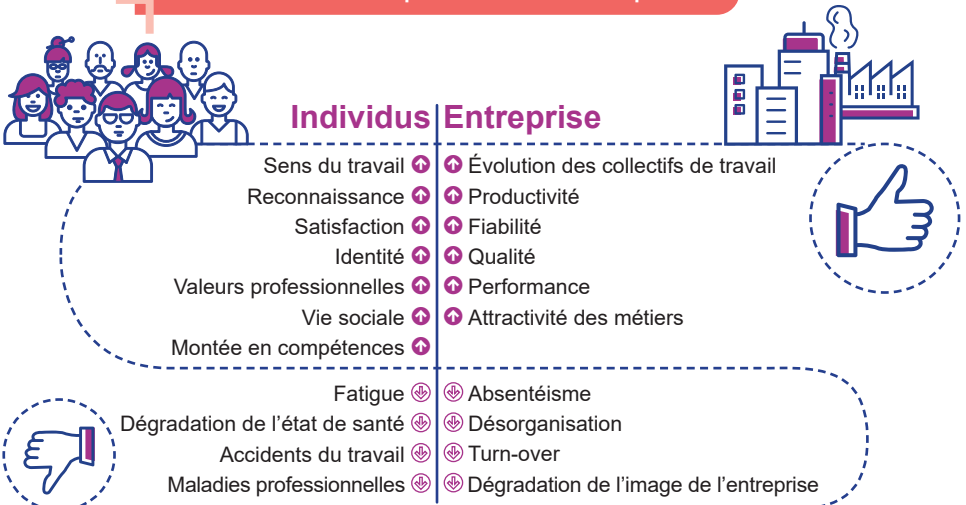 Individus Entreprise
Sens du travail Évolution des collectifs de travail
Reconnaissance Productivité
Satisfaction Fiabilité
Identité Qualité
Valeurs professionnelles Performance
Vie sociale Attractivité des métiers
Montée en compétences
Fatigue Absentéisme
Dégradation de l’état de santé Désorganisation
Accidents du travail Turn-over
Maladies professionnelles Dégradation de l’image de l’entreprise